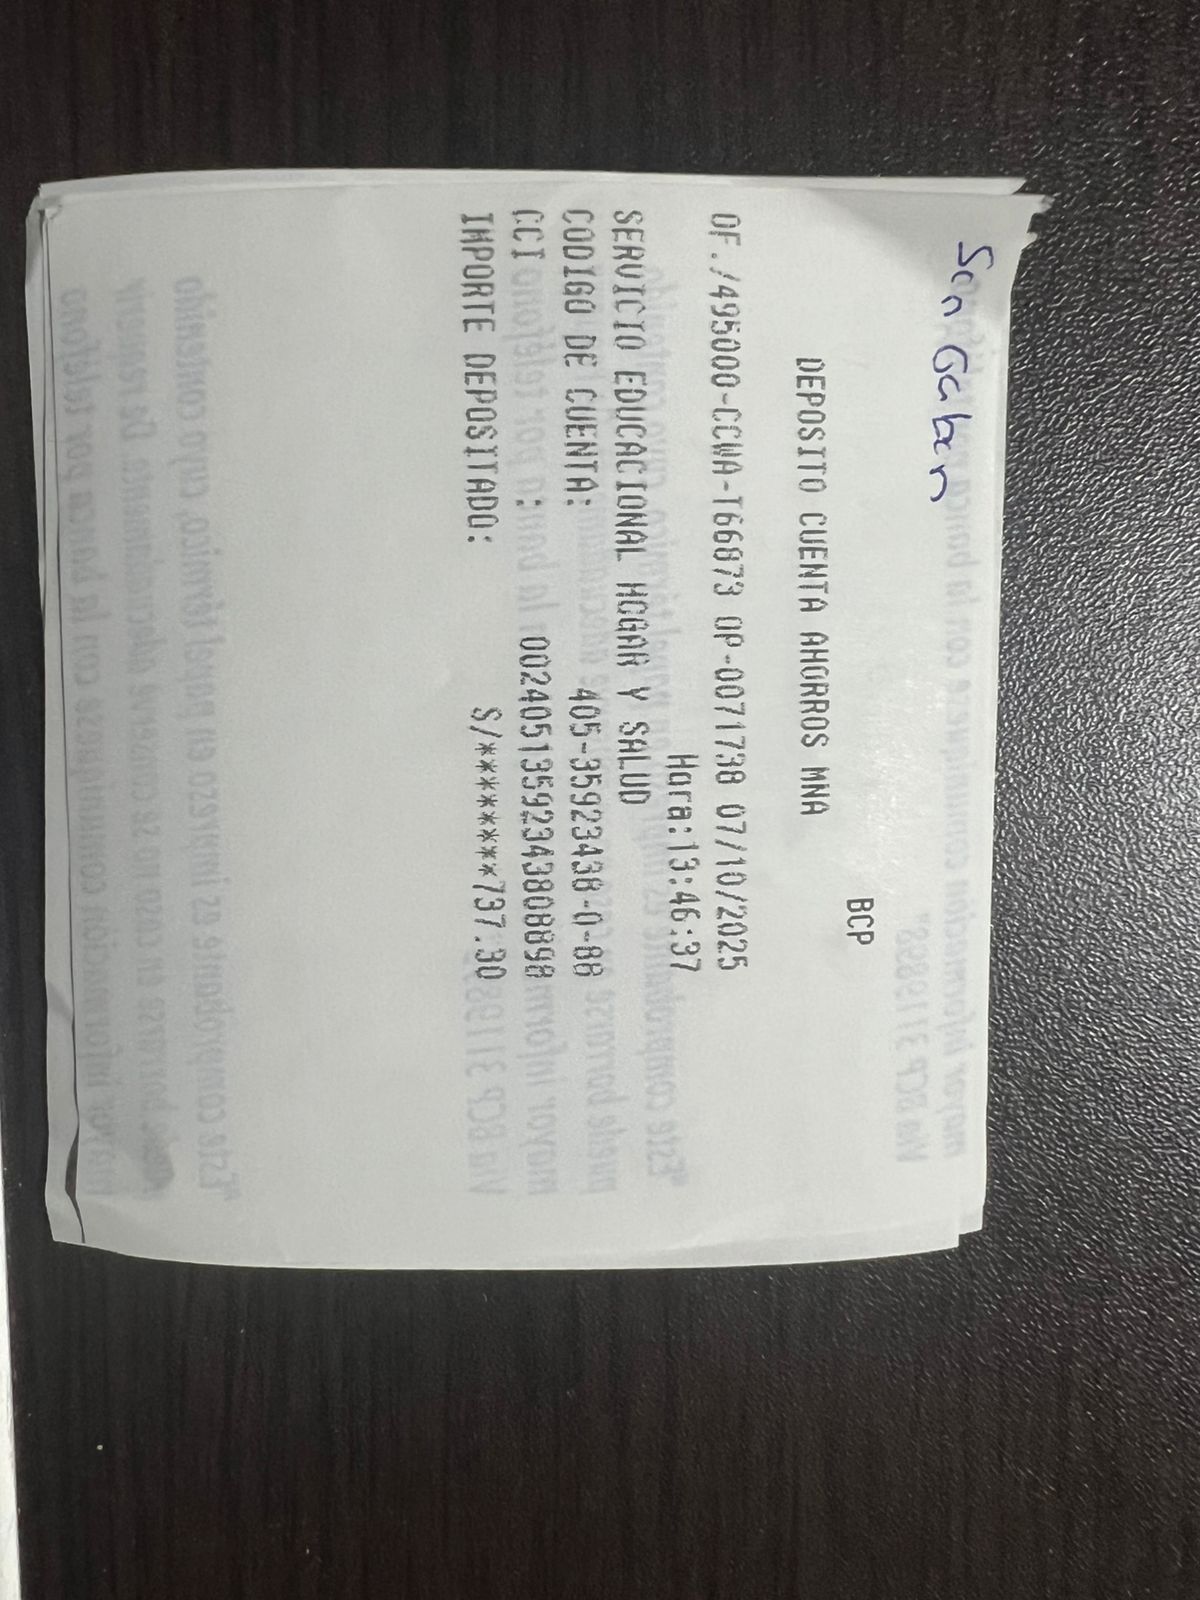 San Gaban
BCP
DEPOSITO CUENTA AHORROS MNA
OF./495000-CCWA-T66873 OP-0071738 07/10/2025
Hora:13:46:37
SERVICIO EDUCACIONAL HOGAR Y SALUD
CODIGO DE CUENTA: 405-35923438-0-88
CCI : 00240513592343808898
IMPORTE DEPOSITADO: S/*********737.30